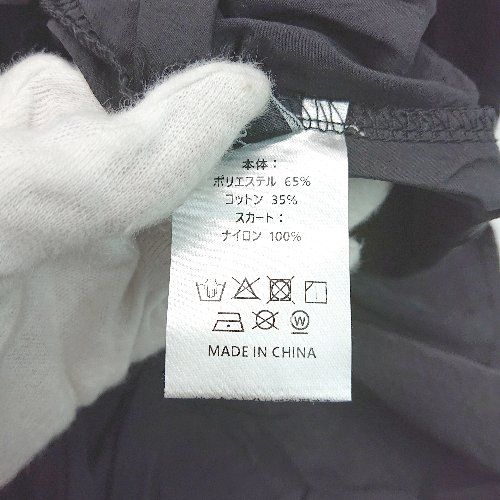 本体：
ポリエステル 65%
コットン 35%
スカート：
ナイロン 100%
W
MADE IN CHINA